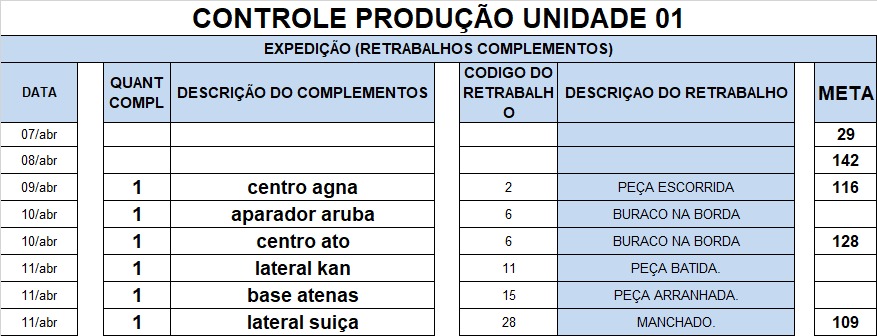 CONTROLE PRODUÇÃO UNIDADE 01
EXPEDIÇÃO (RETRABALHOS COMPLEMENTOS)
DATA QUANT COMPL DESCRIÇÃO DO COMPLEMENTOS CODIGO DO RETRABALH O DESCRIÇAO DO RETRABALHO META
07/abr 29
08/abr 142
09/abr 1 centro agna 2 PEÇA ESCORRIDA 116
10/abr 1 aparador aruba 6 BURACO NA BORDA
10/abr 1 centro ato 6 BURACO NA BORDA 128
11/abr 1 lateral kan 11 PEÇA BATIDA.
11/abr 1 base atenas 15 PEÇA ARRANHADA.
11/abr 1 lateral suiça 28 MANCHADO. 109